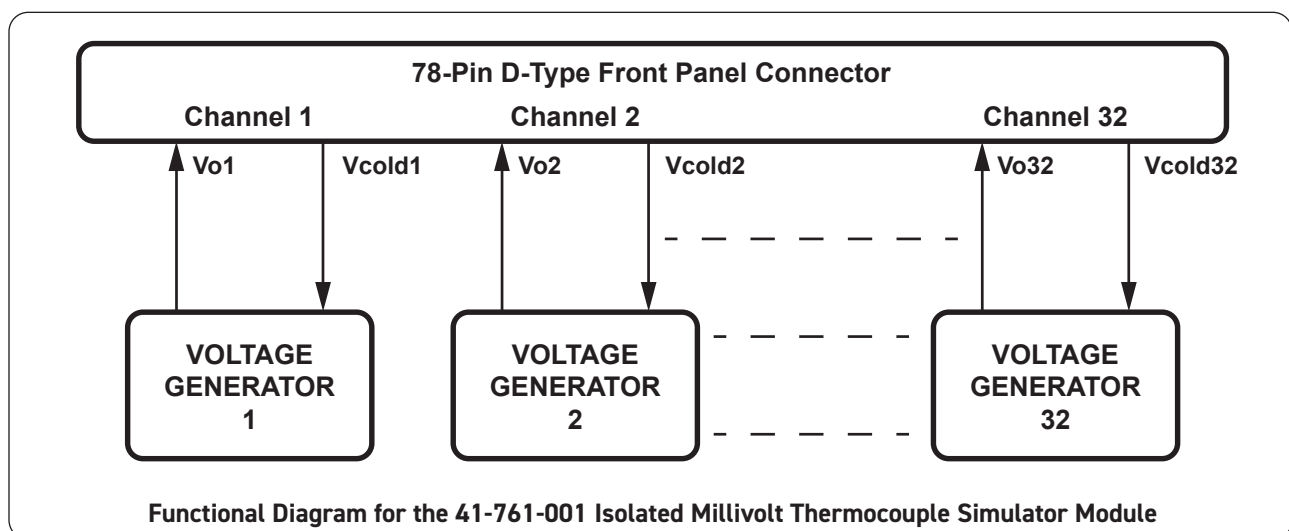 78-Pin D-Type Front Panel Connector
Channel 1
Channel 2
Channel 32
Vo1
Vcold1
Vo2
Vcold2
Vo32
Vcold32
VOLTAGE
GENERATOR
1
VOLTAGE
GENERATOR
2
VOLTAGE
GENERATOR
32
Functional Diagram for the 41-761-001 Isolated Millivolt Thermocouple Simulator Module